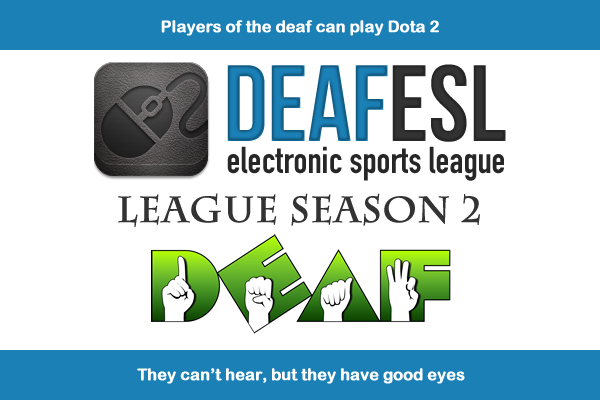 Players of the deaf can play Dota 2
DEAFESL
electronic sports league
LEAGUE SEASON 2
DEAF
They can't hear, but they have good eyes